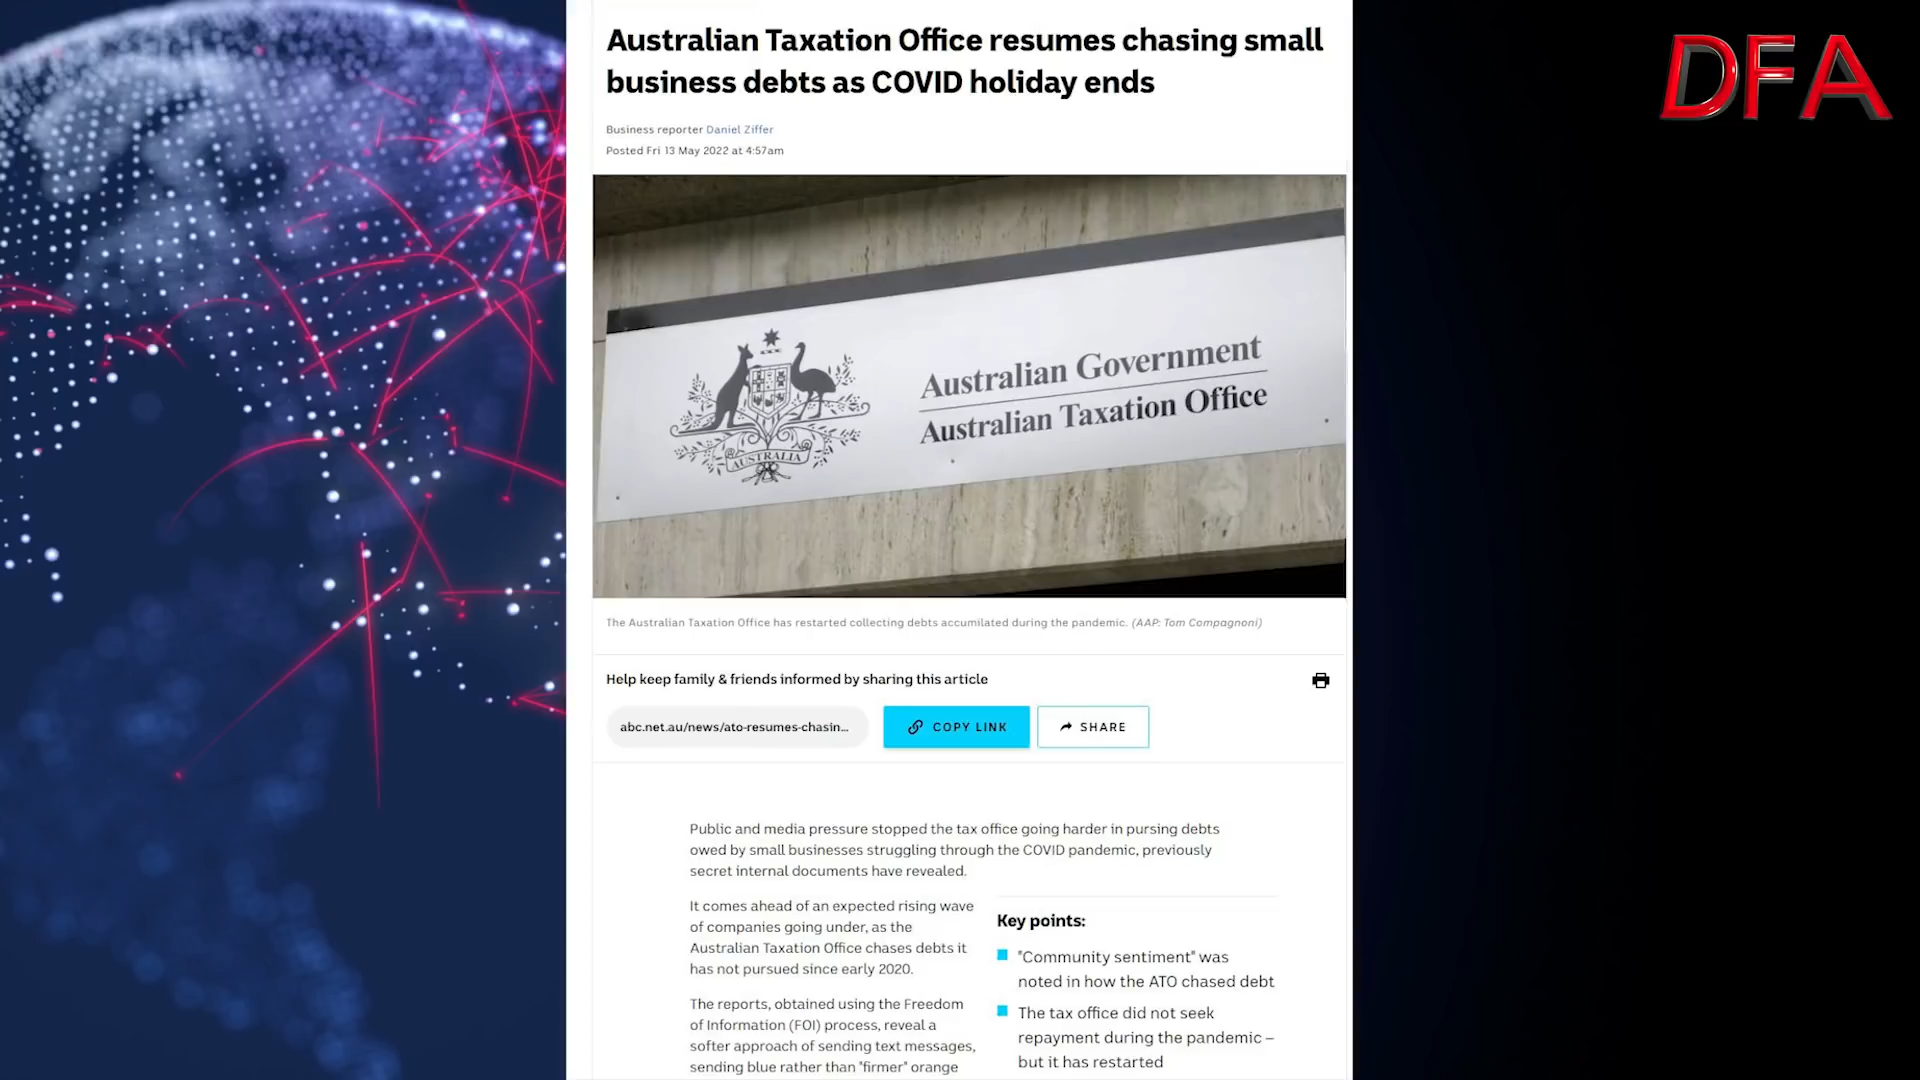 DFA
Australian Taxation Office resumes chasing small
business debts as COVID holiday ends
Business reporter Daniel Ziffer
Posted Fri 13 May 2022 at 4:57am
Australian Government
Australian Taxation Office
AUSTRALIA
The Australian Taxation Office has restarted collecting debts accumilated during the pandemic. (AAP: Tom Compagnoni)
Help keep family & friends informed by sharing this article
abc.net.au/news/ato-resumes-chasin...
COPY LINK
SHARE
Public and media pressure stopped the tax office going harder in pursing debts
owed by small businesses struggling through the COVID pandemic, previously
secret internal documents have revealed.
It comes ahead of an expected rising wave
of companies going under, as the
Australian Taxation Office chases debts it
has not pursued since early 2020.
The reports, obtained using the Freedom
of Information (FOI) process, reveal a
softer approach of sending text messages,
sending blue rather than "firmer" orange
Key points:
"Community sentiment" was
noted in how the ATO chased debt
The tax office did not seek
repayment during the pandemic –
but it has restarted